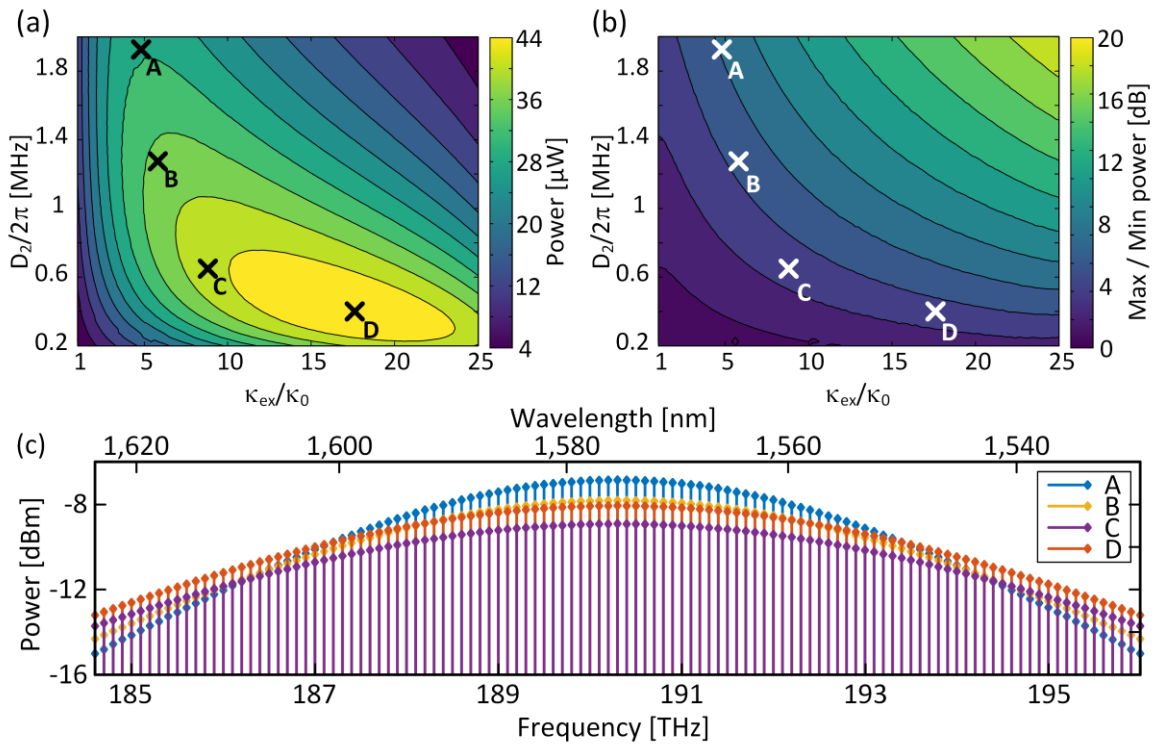 (a)
D₂/2π [MHz]
1.8
1.4
1
0.6
0.2
A
B
C
D
1 5 10 15 20 25
κex/κ0
44
36
28
20
12
4
Power [µW]
(b)
D₂/2π [MHz]
1.8
1.4
1
0.6
0.2
A
B
C
D
1 5 10 15 20 25
κex/κ0
20
16
12
8
4
0
Max / Min power [dB]
(c)
Wavelength [nm]
1,620 1,600 1,580 1,560 1,540
Power [dBm]
-8
-12
-16
A
B
C
D
185 187 189 191 193 195
Frequency [THz]